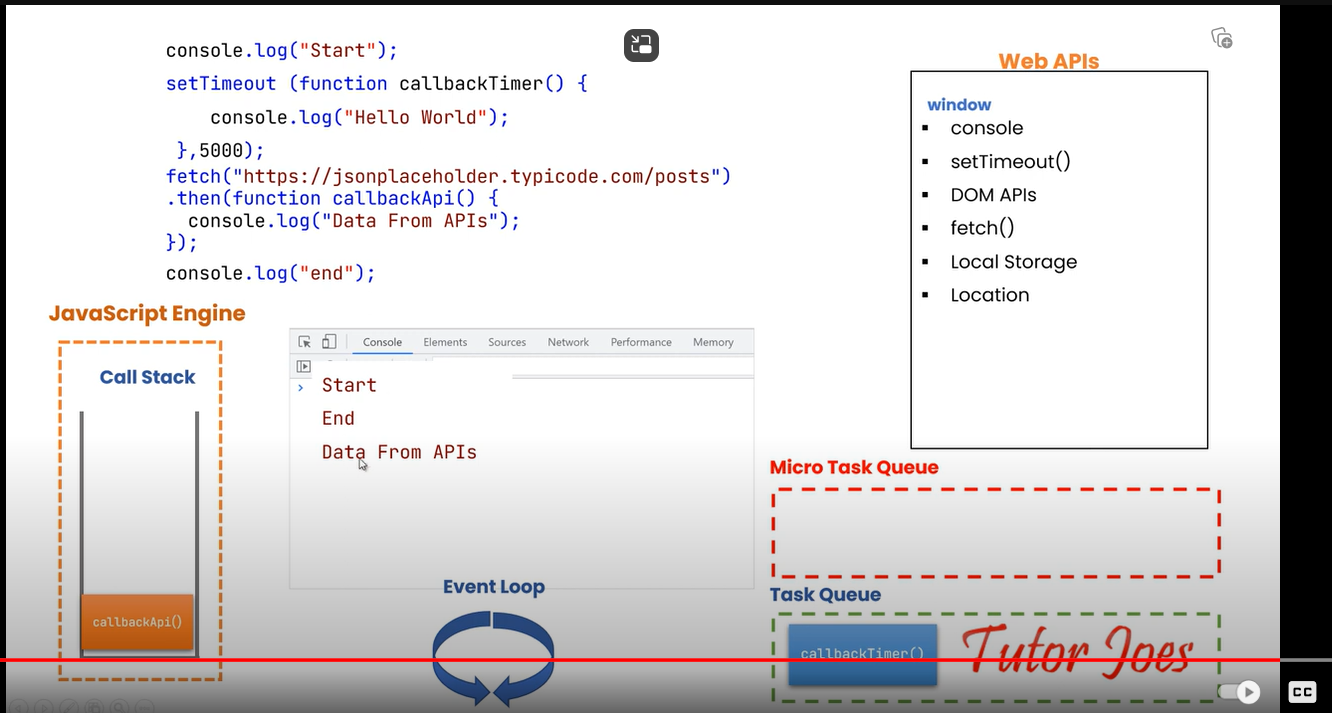 console.log("Start");
setTimeout (function callbackTimer() {
console.log("Hello World");
},5000);
fetch("https://jsonplaceholder.typicode.com/posts")
.then(function callbackApi() {
console.log("Data From APIs");
});
console.log("end");
Web APIs
window
console
setTimeout()
DOM APIs
fetch()
Local Storage
Location
JavaScript Engine
Call Stack
callbackApi()
Console Elements Sources Network Performance Memory
› Start
End
Data From APIs
Event Loop
Micro Task Queue
Task Queue
callbackTimer()
Tutor Joes
CC